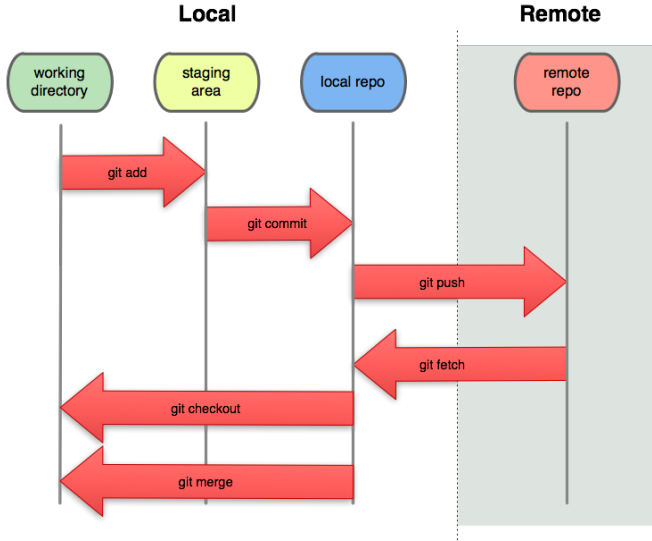 Local
Remote
working
directory
staging
area
local repo
remote
repo
git add
git commit
git push
git fetch
git checkout
git merge